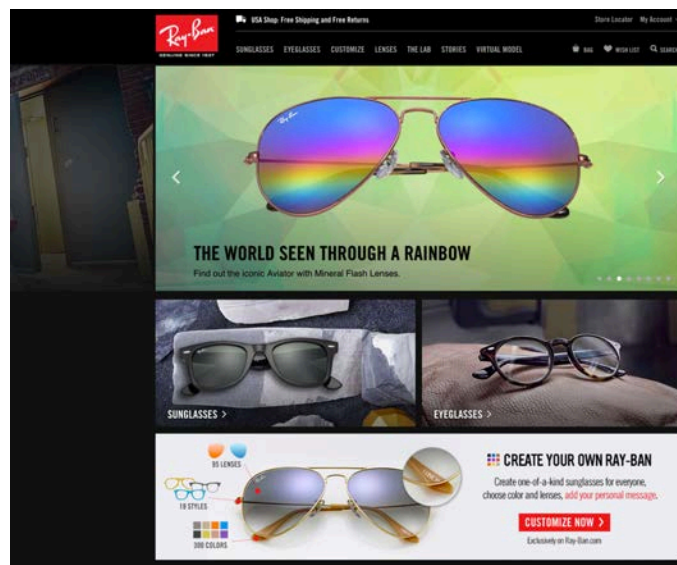 Ray-Ban
GENUINE SINCE 1937
USA Shop: Free Shipping and Free Returns
Store Locator My Account
SUNGLASSES EYEGLASSES CUSTOMIZE LENSES THE LAB STORIES VIRTUAL MODEL
BAG WISH LIST SEARCH
Ray-Ban
THE WORLD SEEN THROUGH A RAINBOW
Find out the iconic Aviator with Mineral Flash Lenses.
SUNGLASSES >
EYEGLASSES >
95 LENSES
18 STYLES
306 COLORS
CREATE YOUR OWN RAY-BAN
Create one-of-a-kind sunglasses for everyone,
choose color and lenses, add your personal message.
CUSTOMIZE NOW >
Exclusively on Ray-Ban.com